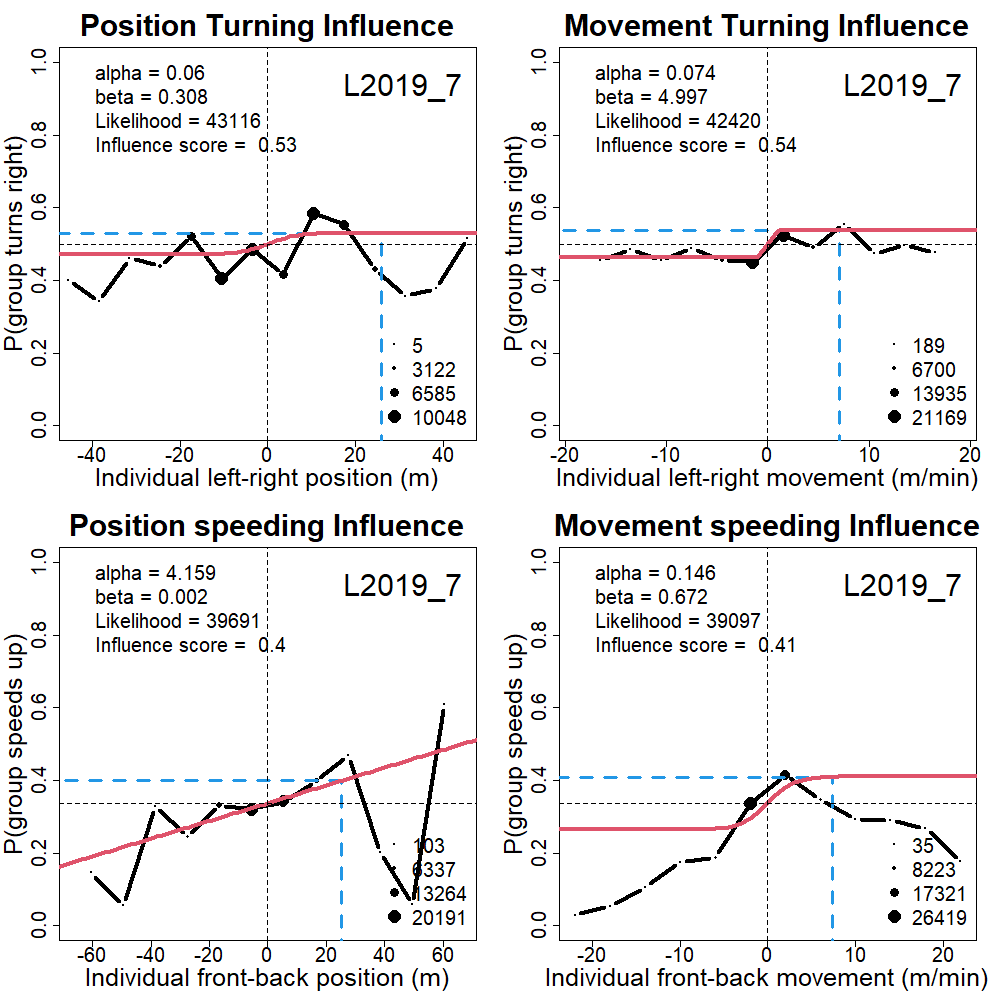 Position Turning Influence
alpha = 0.06
beta = 0.308
Likelihood = 43116
Influence score = 0.53
L2019_7
P(group turns right)
1.0
0.8
0.6
0.4
0.2
0.0
5
3122
6585
10048
-40
-20
0
20
40
Individual left-right position (m)
Movement Turning Influence
alpha = 0.074
beta = 4.997
Likelihood = 42420
Influence score = 0.54
L2019_7
P(group turns right)
1.0
0.8
0.6
0.4
0.2
0.0
189
6700
13935
21169
-20
-10
0
10
20
Individual left-right movement (m/min)
Position speeding Influence
alpha = 4.159
beta = 0.002
Likelihood = 39691
Influence score = 0.4
L2019_7
P(group speeds up)
1.0
0.8
0.6
0.4
0.2
0.0
103
6337
13264
20191
-60
-40
-20
0
20
40
60
Individual front-back position (m)
Movement speeding Influence
alpha = 0.146
beta = 0.672
Likelihood = 39097
Influence score = 0.41
L2019_7
P(group speeds up)
1.0
0.8
0.6
0.4
0.2
0.0
35
8223
17321
26419
-20
-10
0
10
20
Individual front-back movement (m/min)